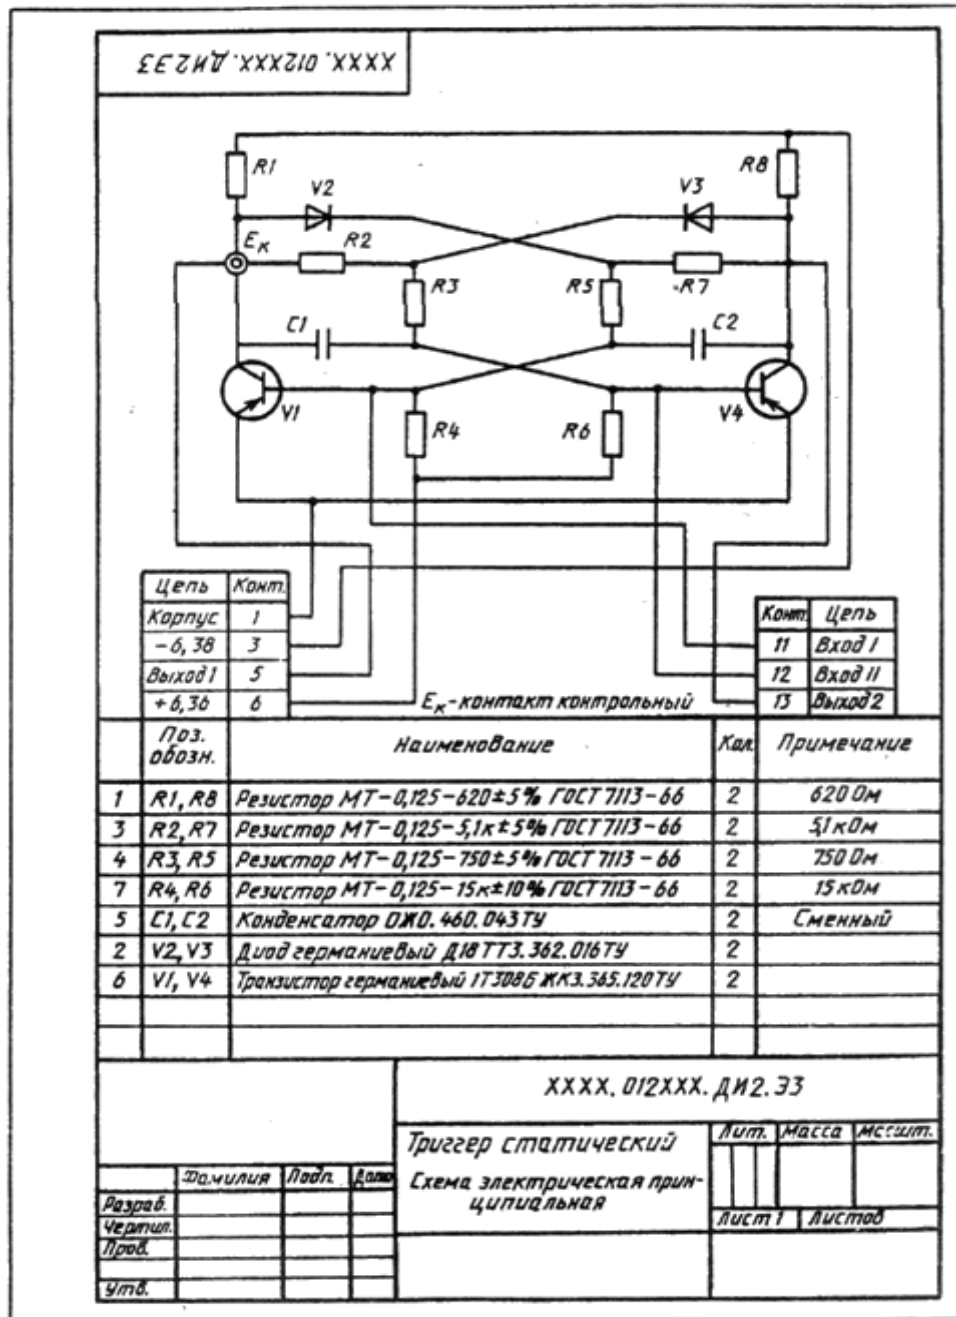 XXXX. 012XXX. ДИ2ЭЗ
R1
V2
V3
R8
Eк
R2
R3
R5
R7
C1
C2
V1
R4
R6
V4
Цепь Конт.
Корпус 1
-6,3В 3
Выход 1 5
+6,3в 6
Eк-контакт контрольный
Конт. Цепь
11 Вход I
12 Вход II
13 Выход 2
Поз. обозн. Наименование Кол. Примечание
1 R1, R8 Резистор МТ-0,125-620±5% ГОСТ 7113-66 2 620 Ом
3 R2, R7 Резистор МТ-0,125-5,1к±5% ГОСТ 7113-66 2 5,1 кОм
4 R3, R5 Резистор МТ-0,125-750±5% ГОСТ 7113-66 2 750 Ом
7 R4, R6 Резистор МТ-0,125-15к±10% ГОСТ 7113-66 2 15 кОм
5 C1, C2 Конденсатор ОЖО.460.043ТУ 2 Сменный
2 V2, V3 Диод германиевый Д18 ТТ3.362.016ТУ 2
6 V1, V4 Транзистор германиевый 1Т308Б ЖК3.365.120ТУ 2
XXXX. 012XXX. ДИ2. ЭЗ
Триггер статический
Схема электрическая прин-
ципиальная
Лит. Масса
Лист 1 Листов
Фамилия Подп. Дата
Разраб.
Чертил.
Пров.
Утв.